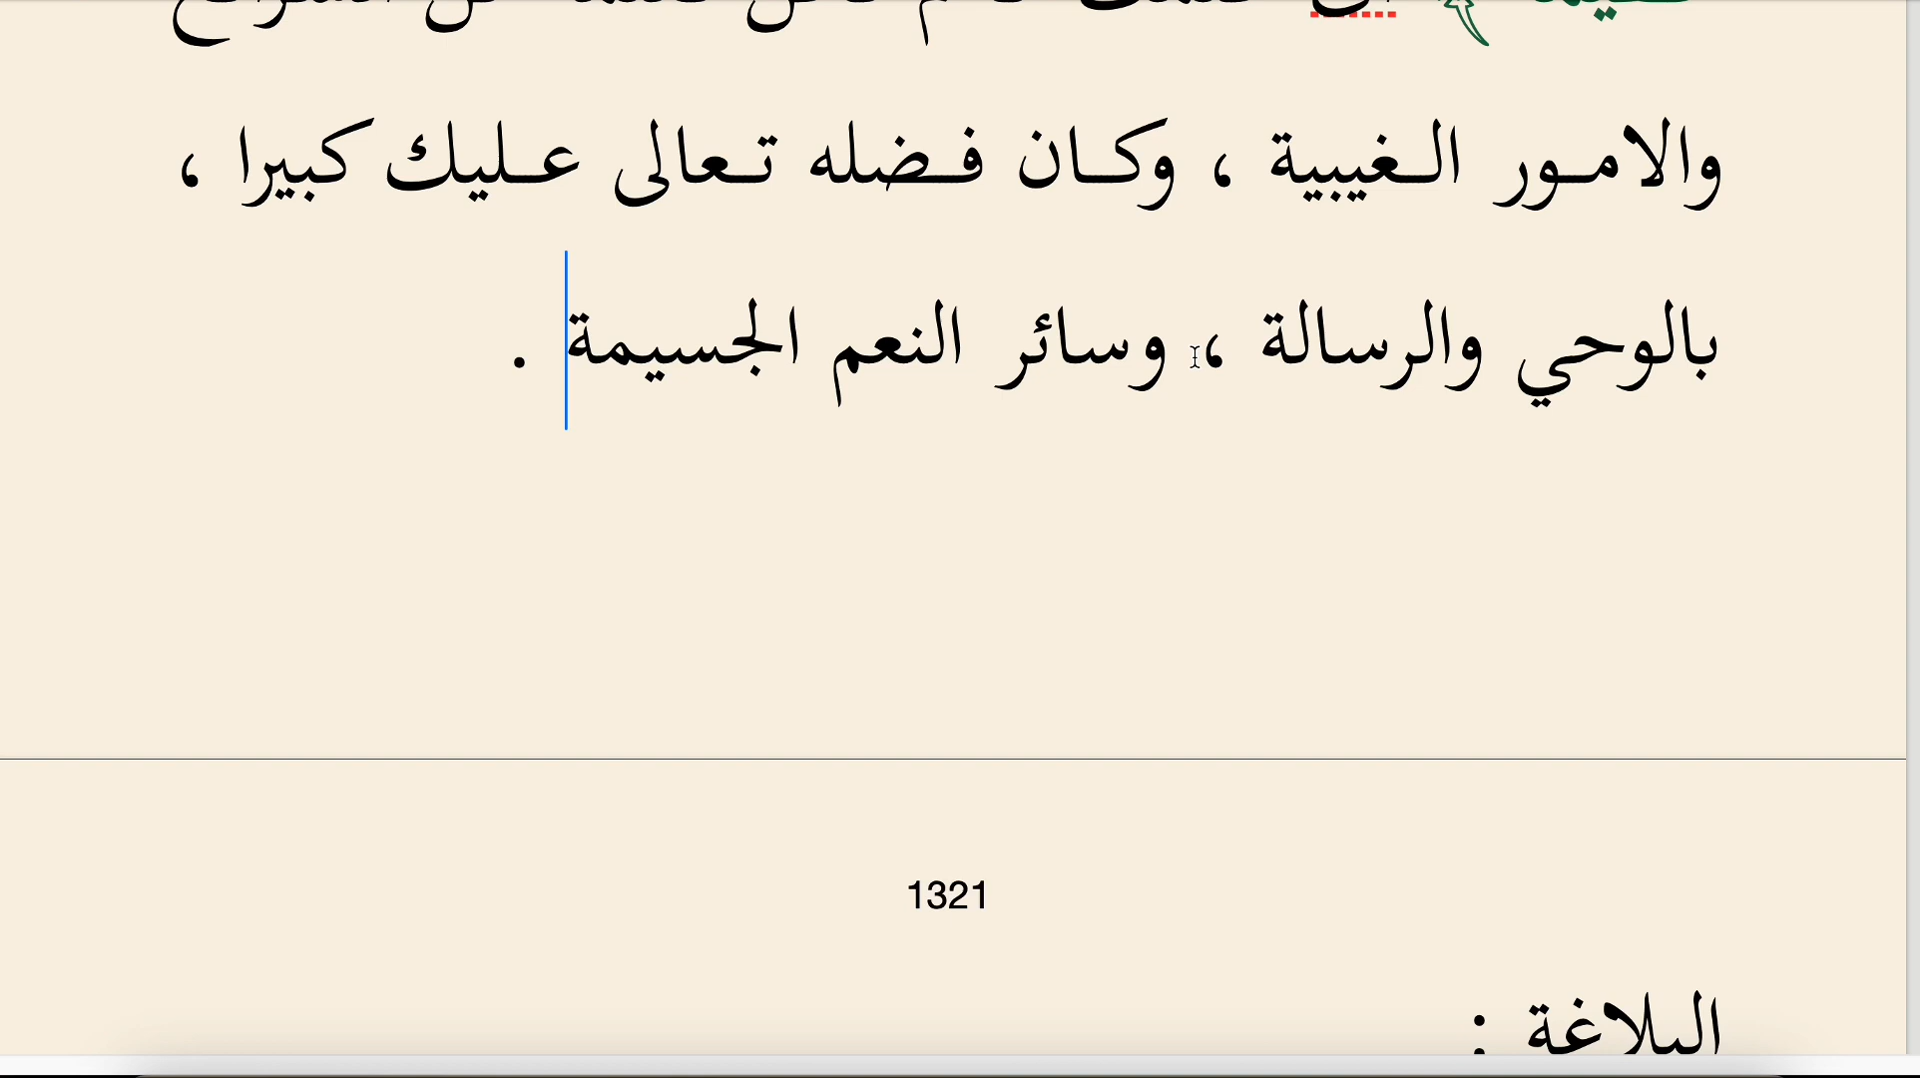 والامور الغيبية ، وكان فضله تعالى عليك كبيرا ،
بالوحي والرسالة ، وسائر النعم الجسيمة .
1321
البلاغة :